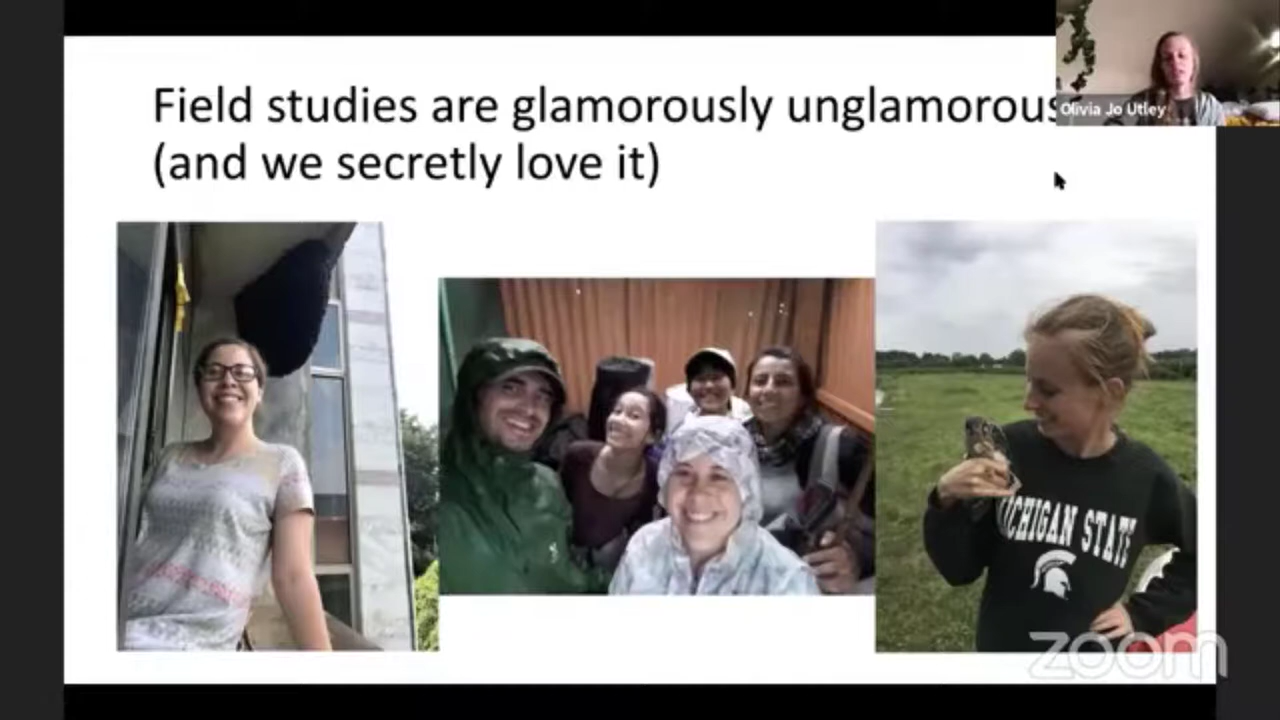 Field studies are glamorously unglamorous
(and we secretly love it)
Olivia Jo Utley
MICHIGAN STATE
zoom